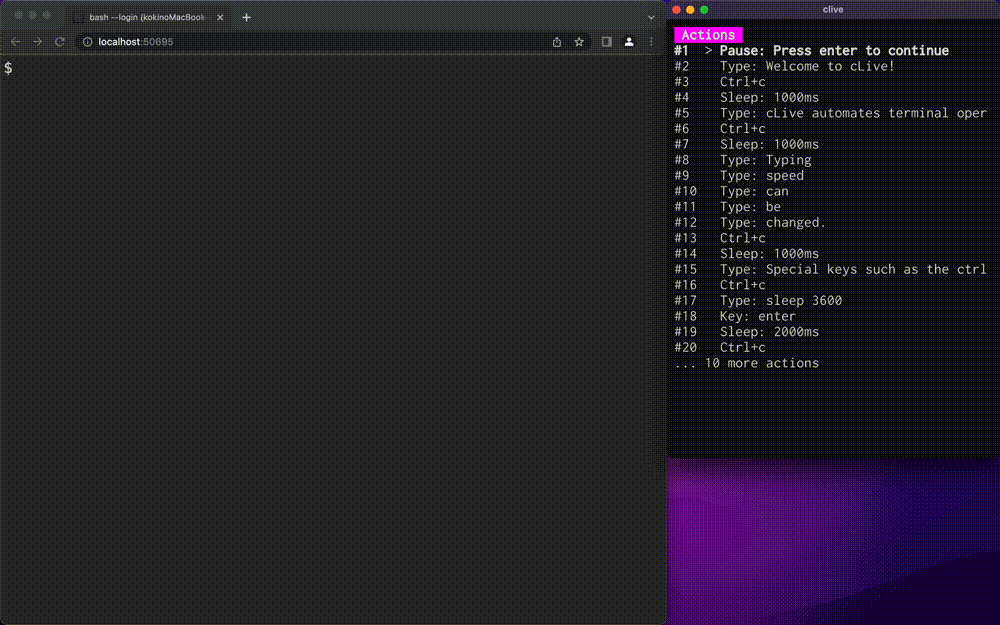 bash --login (kokinoMacBook
localhost:50695
$
clive
Actions
#1 > Pause: Press enter to continue
#2 Type: Welcome to cLive!
#3 Ctrl+c
#4 Sleep: 1000ms
#5 Type: cLive automates terminal oper
#6 Ctrl+c
#7 Sleep: 1000ms
#8 Type: Typing
#9 Type: speed
#10 Type: can
#11 Type: be
#12 Type: changed.
#13 Ctrl+c
#14 Sleep: 1000ms
#15 Type: Special keys such as the ctrl
#16 Ctrl+c
#17 Type: sleep 3600
#18 Key: enter
#19 Sleep: 2000ms
#20 Ctrl+c
... 10 more actions